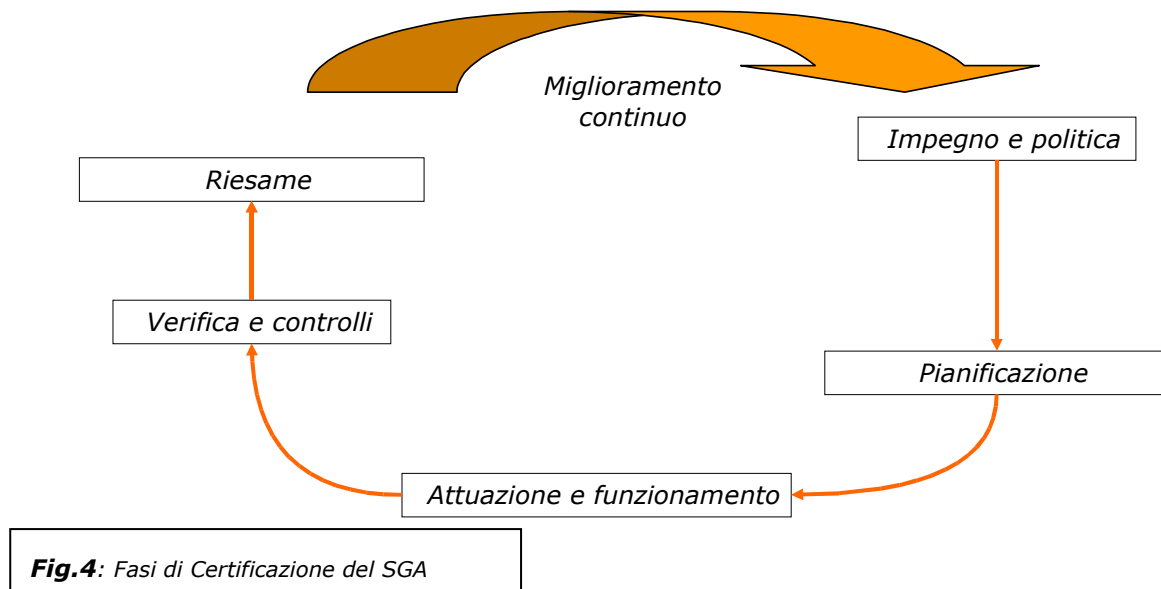 Miglioramento
continuo
Impegno e politica
Riesame
Verifica e controlli
Pianificazione
Attuazione e funzionamento
Fig.4: Fasi di Certificazione del SGA